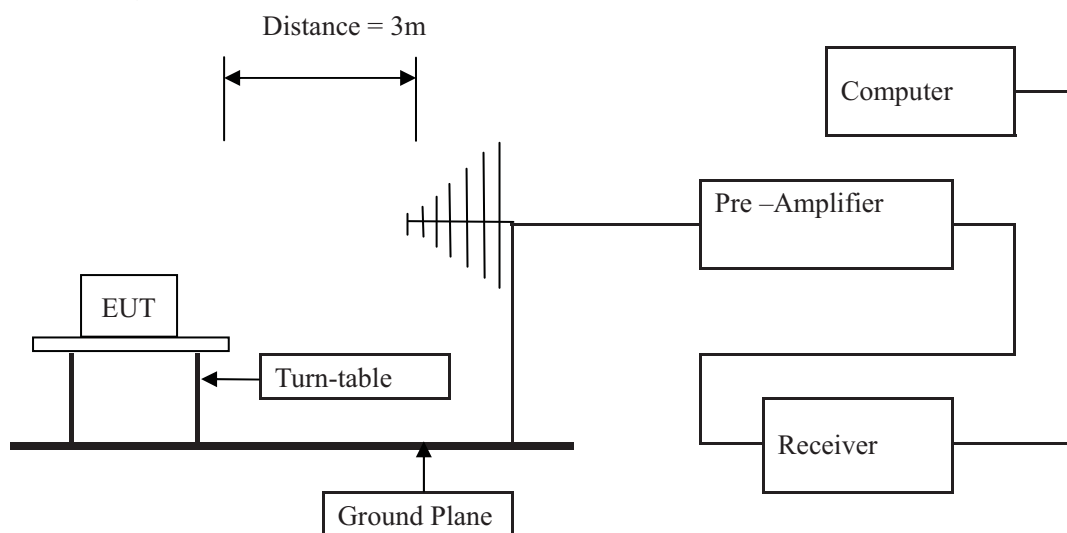 Distance = 3m
Computer
Pre –Amplifier
EUT
Turn-table
Receiver
Ground Plane